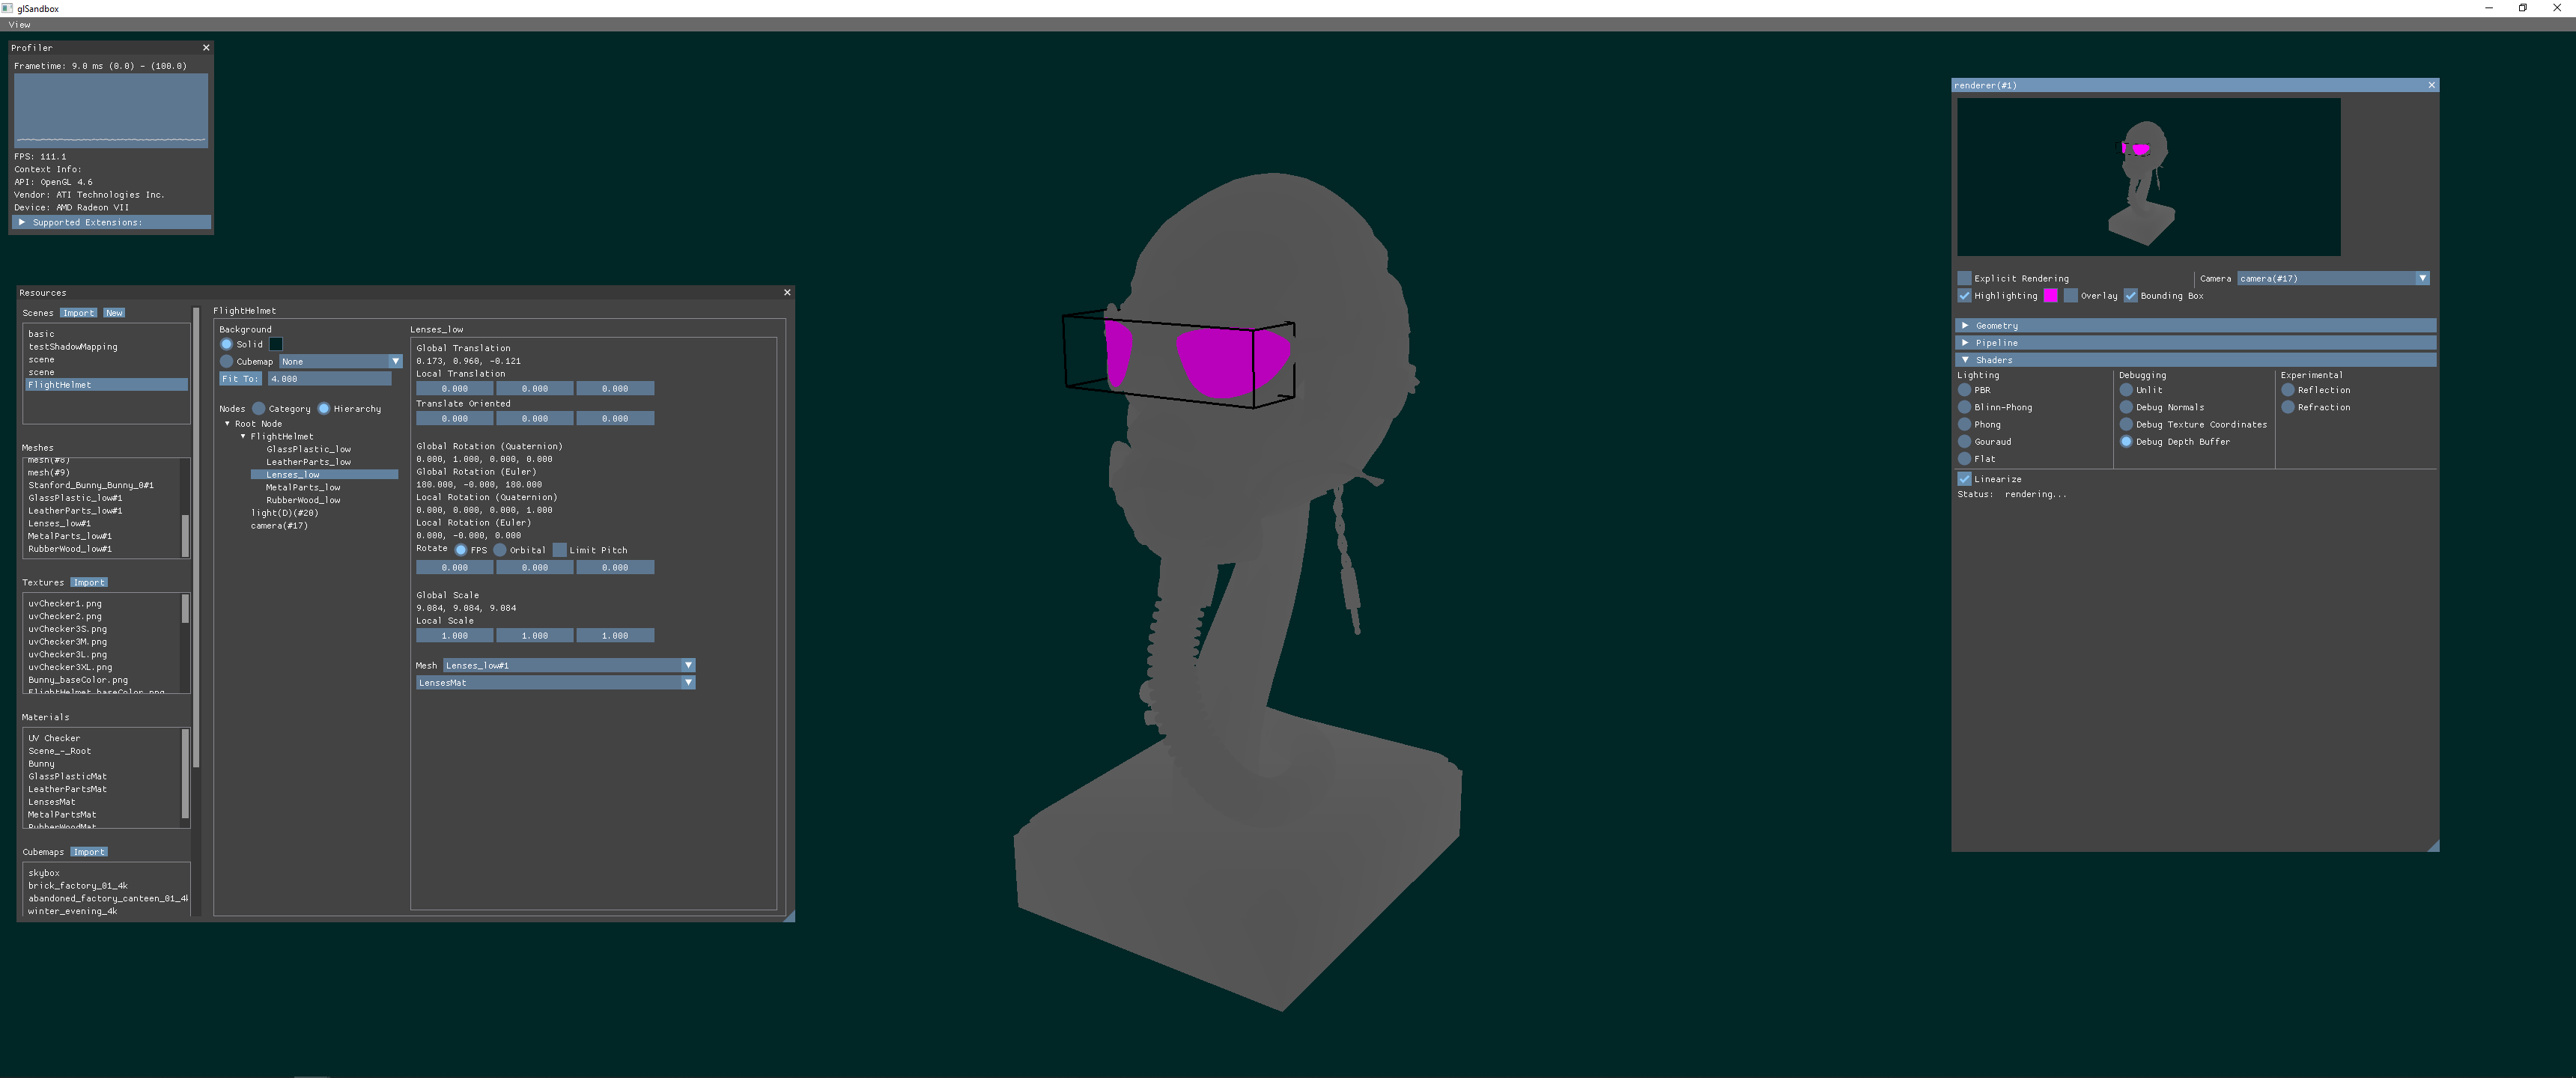 glSandbox
View
Profiler
Frametime: 9.0 ms (0.0) - (100.0)
FPS: 111.1
Context Info:
API: OpenGL 4.6
Vendor: ATI Technologies Inc.
Device: AMD Radeon VII
Supported Extensions:
Resources
Scenes Import New
basic
testShadowMapping
scene
scene
FlightHelmet
Meshes
mesh(#8)
mesh(#9)
Stanford_Bunny_Bunny_0#1
GlassPlastic_low#1
LeatherParts_low#1
Lenses_low#1
MetalParts_low#1
RubberWood_low#1
Textures Import
uvChecker1.png
uvChecker2.png
uvChecker3S.png
uvChecker3M.png
uvChecker3L.png
uvChecker3XL.png
Bunny_baseColor.png
FlightHelmet_baseColor.png
Materials
UV Checker
Scene_-_Root
Bunny
GlassPlasticMat
LeatherPartsMat
LensesMat
MetalPartsMat
RubberWoodMat
Cubemaps Import
skybox
brick_factory_01_4k
abandoned_factory_canteen_01_4k
winter_evening_4k
FlightHelmet
Background
Solid
Cubemap None
Fit To: 4.000
Nodes Category Hierarchy
Root Node
FlightHelmet
GlassPlastic_low
LeatherParts_low
Lenses_low
MetalParts_low
RubberWood_low
light(D)(#20)
camera(#17)
Lenses_low
Global Translation
0.173, 0.960, -0.121
Local Translation
0.000 0.000 0.000
Translate Oriented
0.000 0.000 0.000
Global Rotation (Quaternion)
0.000, 1.000, 0.000, 0.000
Global Rotation (Euler)
180.000, -0.000, 180.000
Local Rotation (Quaternion)
0.000, 0.000, 0.000, 1.000
Local Rotation (Euler)
0.000, -0.000, 0.000
Rotate FPS Orbital Limit Pitch
0.000 0.000 0.000
Global Scale
9.084, 9.084, 9.084
Local Scale
1.000 1.000 1.000
Mesh Lenses_low#1
LensesMat
renderer(#1)
Explicit Rendering Camera camera(#17)
Highlighting Overlay Bounding Box
Geometry
Pipeline
Shaders
Lighting Debugging Experimental
PBR Unlit Reflection
Blinn-Phong Debug Normals Refraction
Phong Debug Texture Coordinates
Gouraud Debug Depth Buffer
Flat
Linearize
Status: rendering...